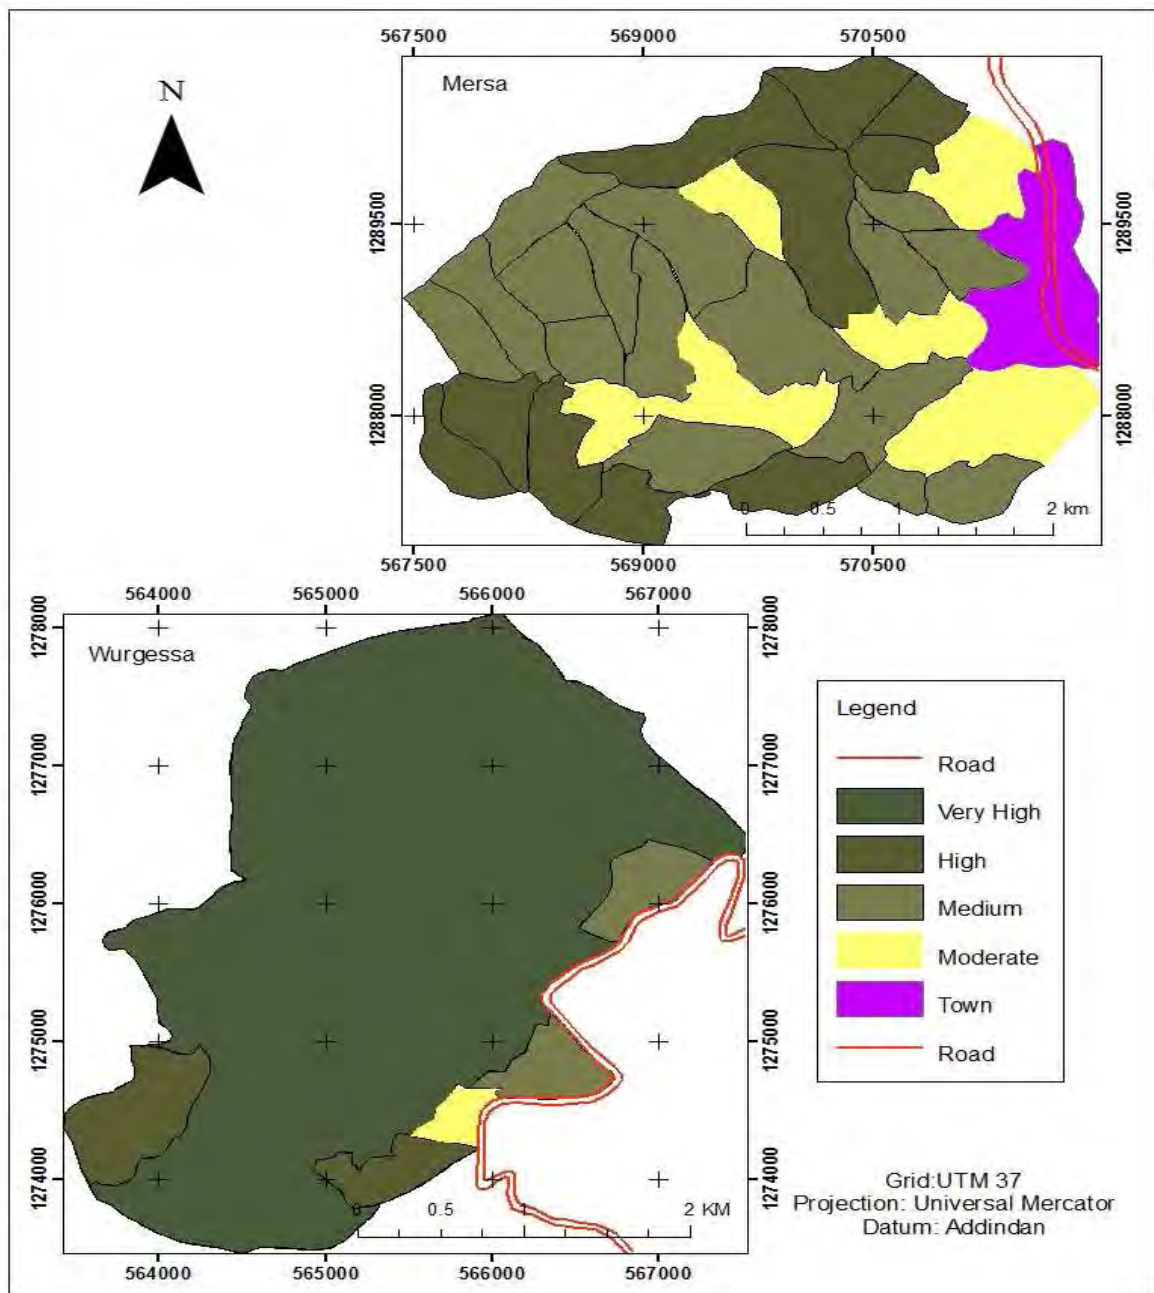 567500 569000 570500
N
Mersa
1289500 1289500
1288000 1288000
0 0.5 1 2 km
567500 569000 570500
564000 565000 566000 567000
1278000 1278000
Wurgessa
1277000 1277000
1276000 1276000
1275000 1275000
1274000 1274000
0 0.5 1 2 KM
564000 565000 566000 567000
Legend
Road
Very High
High
Medium
Moderate
Town
Road
Grid:UTM 37
Projection: Universal Mercator
Datum: Addindan